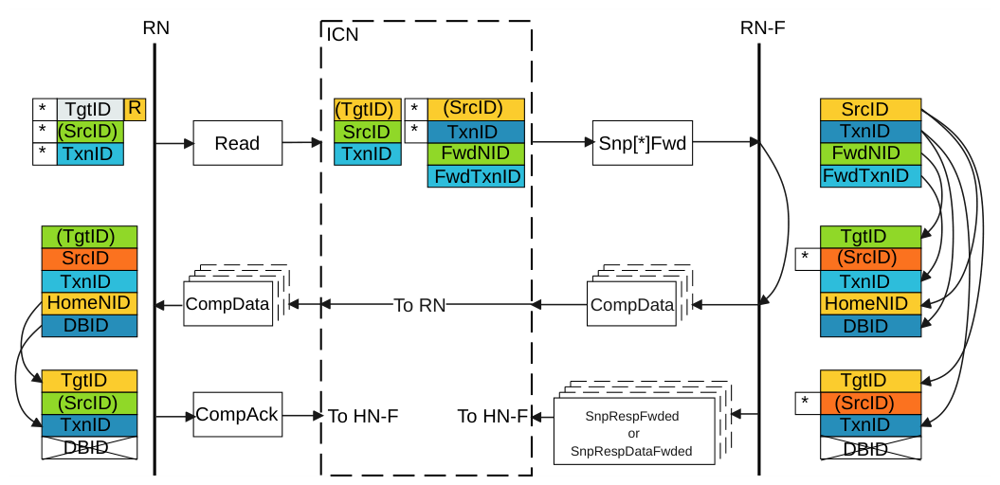 RN
ICN
RN-F
* TgtID R
* (SrcID)
* TxnID
Read
(TgtID)
SrcID
TxnID
* (SrcID)
* TxnID
FwdNID
FwdTxnID
Snp[*]Fwd
SrcID
TxnID
FwdNID
FwdTxnID
(TgtID)
SrcID
TxnID
HomeNID
DBID
CompData
To RN
CompData
TgtID
* (SrcID)
TxnID
HomeNID
DBID
TgtID
(SrcID)
TxnID
DBID
CompAck
To HN-F
To HN-F
SnpRespFwded
or
SnpRespDataFwded
TgtID
* (SrcID)
TxnID
DBID